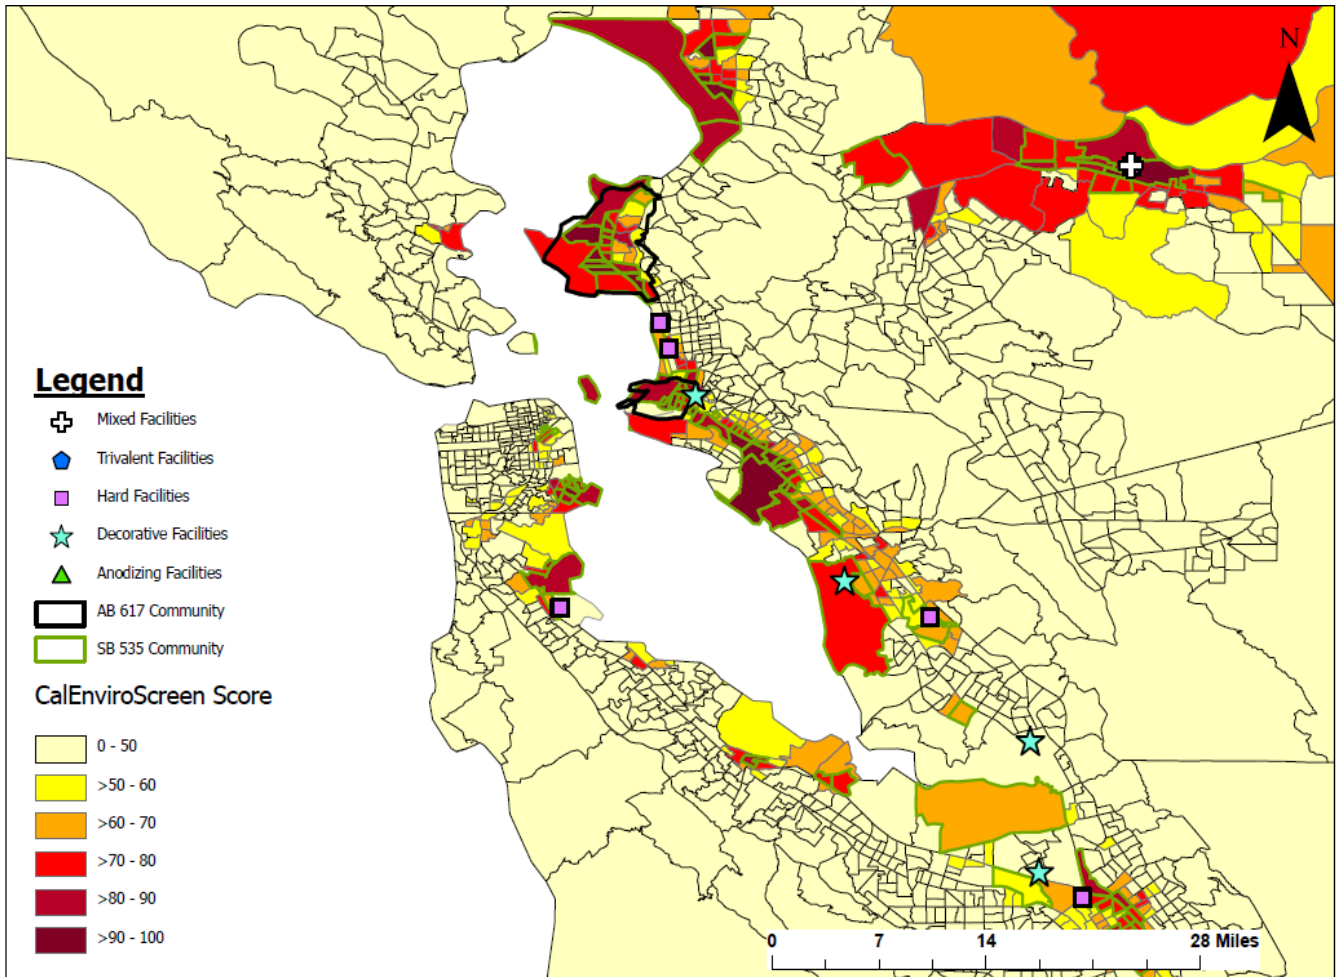 N
Legend
Mixed Facilities
Trivalent Facilities
Hard Facilities
Decorative Facilities
Anodizing Facilities
AB 617 Community
SB 535 Community
CalEnviroScreen Score
0 - 50
>50 - 60
>60 - 70
>70 - 80
>80 - 90
>90 - 100
0 7 14 28 Miles